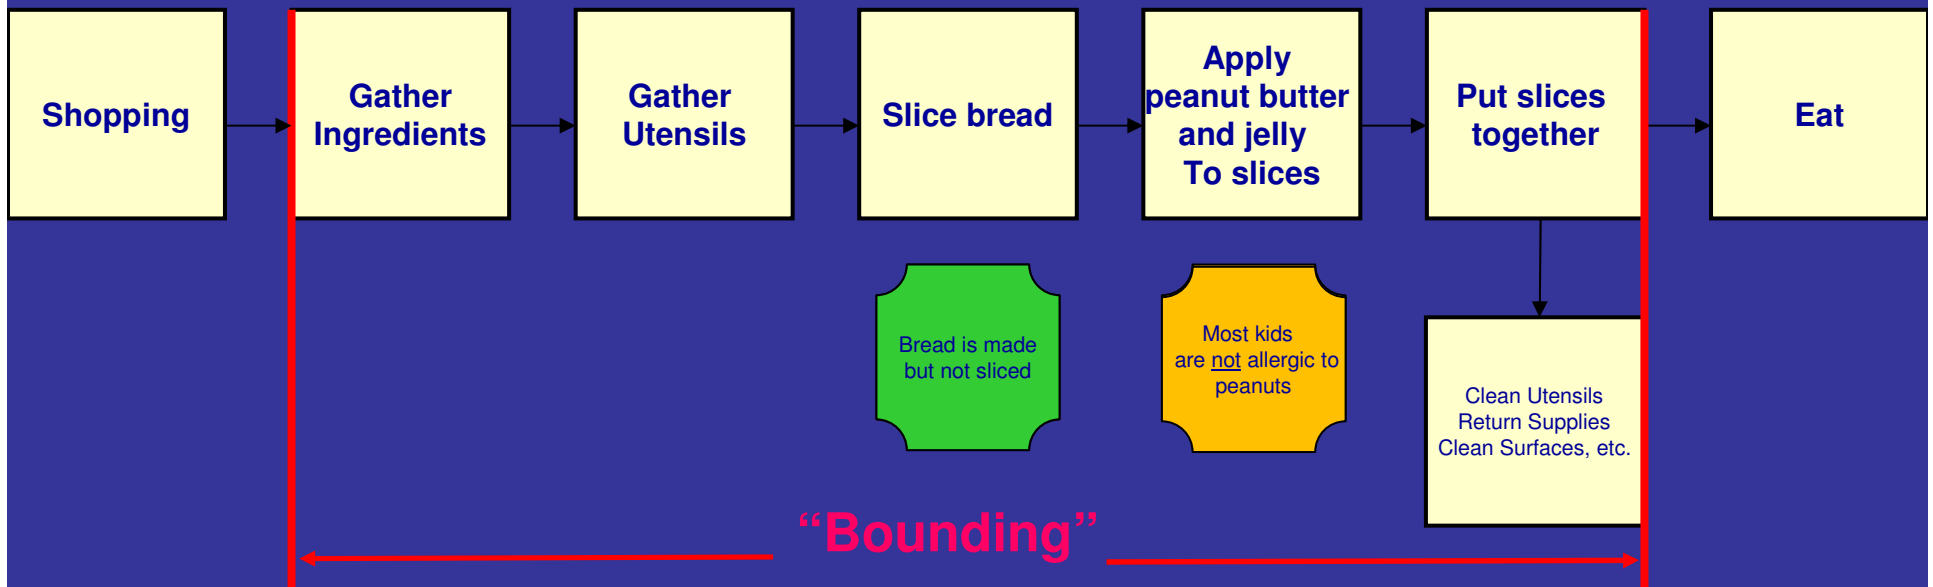 Shopping
Gather
Ingredients
Gather
Utensils
Slice bread
Apply
peanut butter
and jelly
To slices
Put slices
together
Eat
Bread is made
but not sliced
Most kids
are not allergic to
peanuts
Clean Utensils
Return Supplies
Clean Surfaces, etc.
“Bounding”